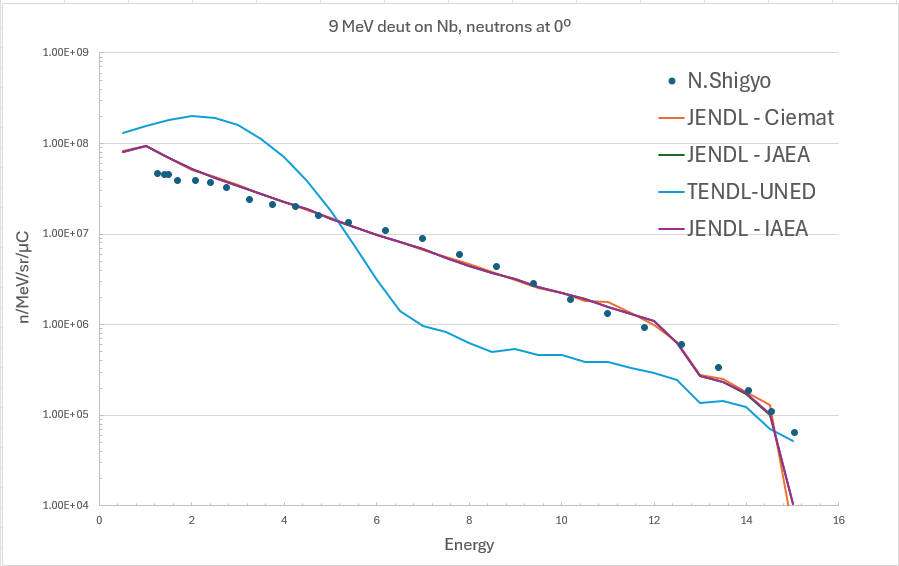 9 MeV deut on Nb, neutrons at 0º
1.00E+09
1.00E+08
1.00E+07
1.00E+06
1.00E+05
1.00E+04
n/MeV/sr/μC
N.Shigyo
JENDL - Ciemat
JENDL - JAEA
TENDL-UNED
JENDL - IAEA
0 2 4 6 8 10 12 14 16
Energy